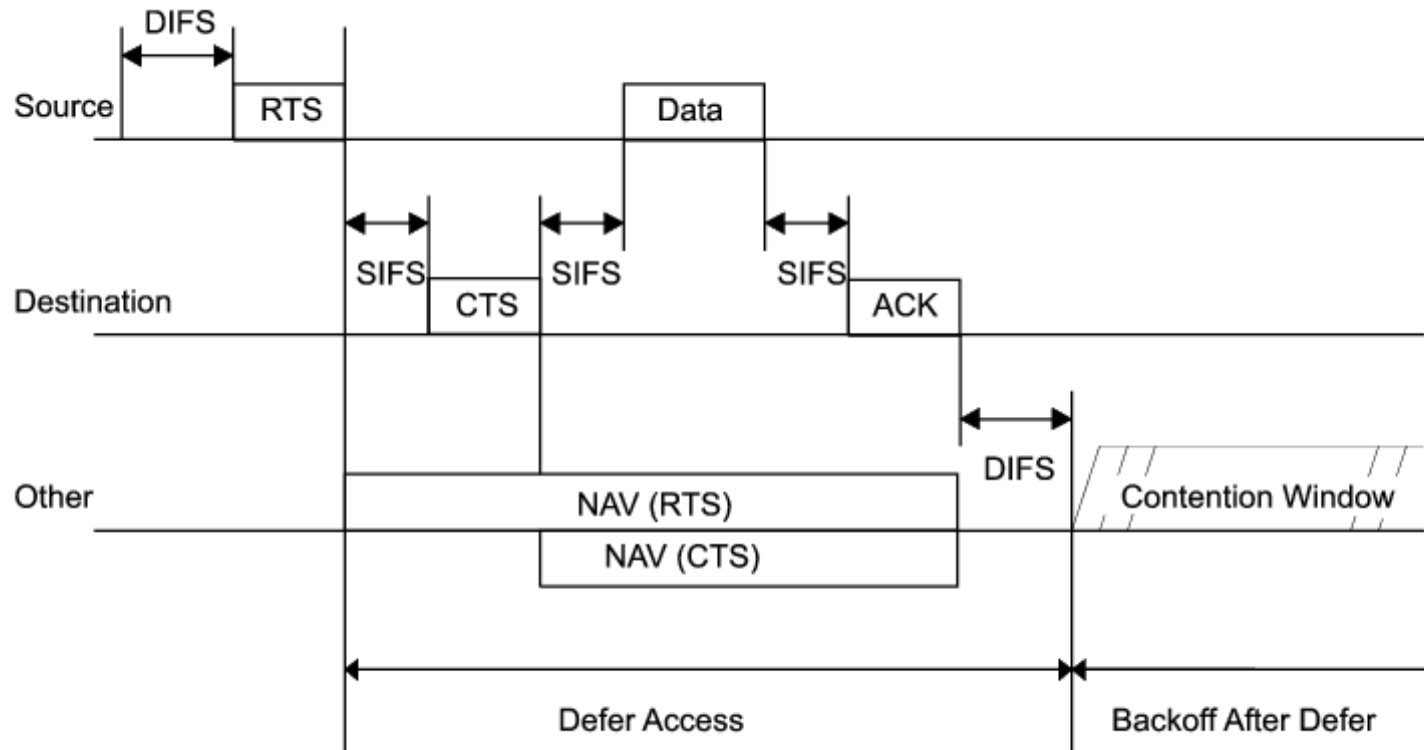 DIFS
Source
RTS
Data
SIFS
SIFS
SIFS
Destination
CTS
ACK
DIFS
Other
NAV (RTS)
Contention Window
NAV (CTS)
Defer Access
Backoff After Defer